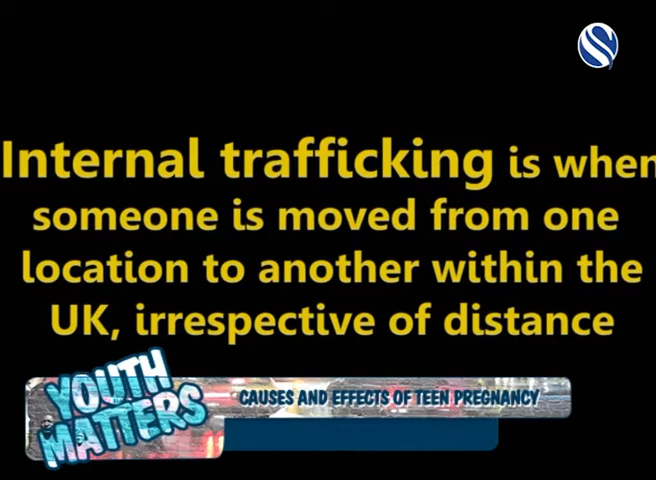 Internal trafficking is when
someone is moved from one
location to another within the
UK, irrespective of distance
YOUTH
MATTERS
CAUSES AND EFFECTS OF TEEN PREGNANCY